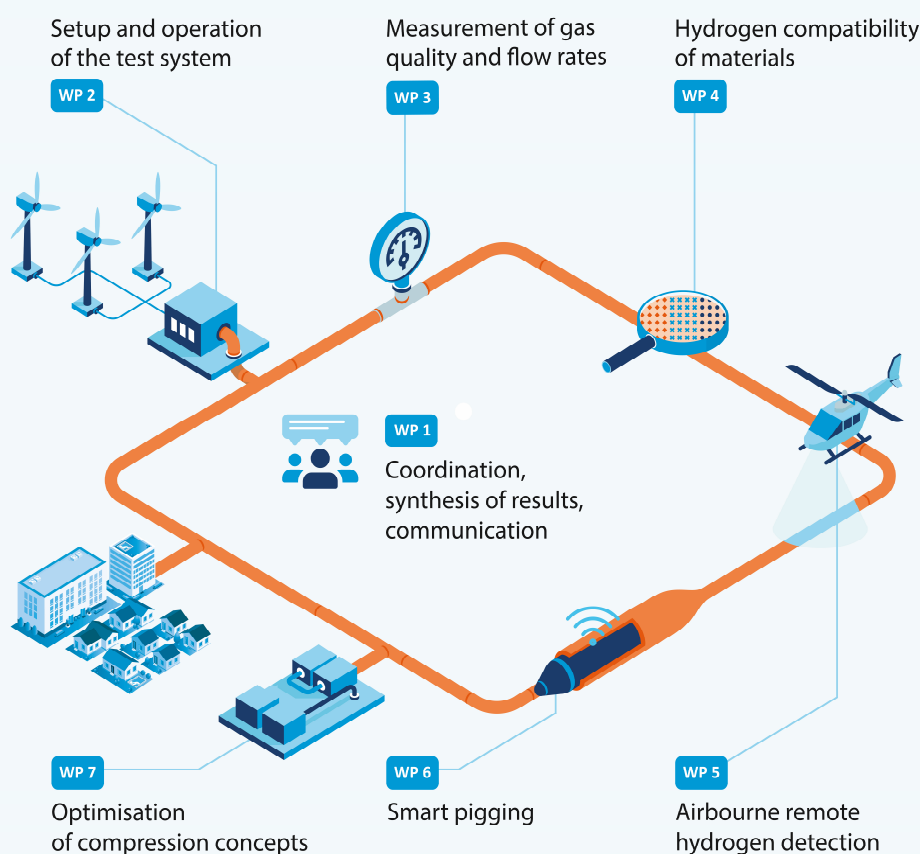 Setup and operation
of the test system
WP 2
Measurement of gas
quality and flow rates
WP 3
Hydrogen compatibility
of materials
WP 4
WP 1
Coordination,
synthesis of results,
communication
WP 7
Optimisation
of compression concepts
WP 6
Smart pigging
WP 5
Airbourne remote
hydrogen detection